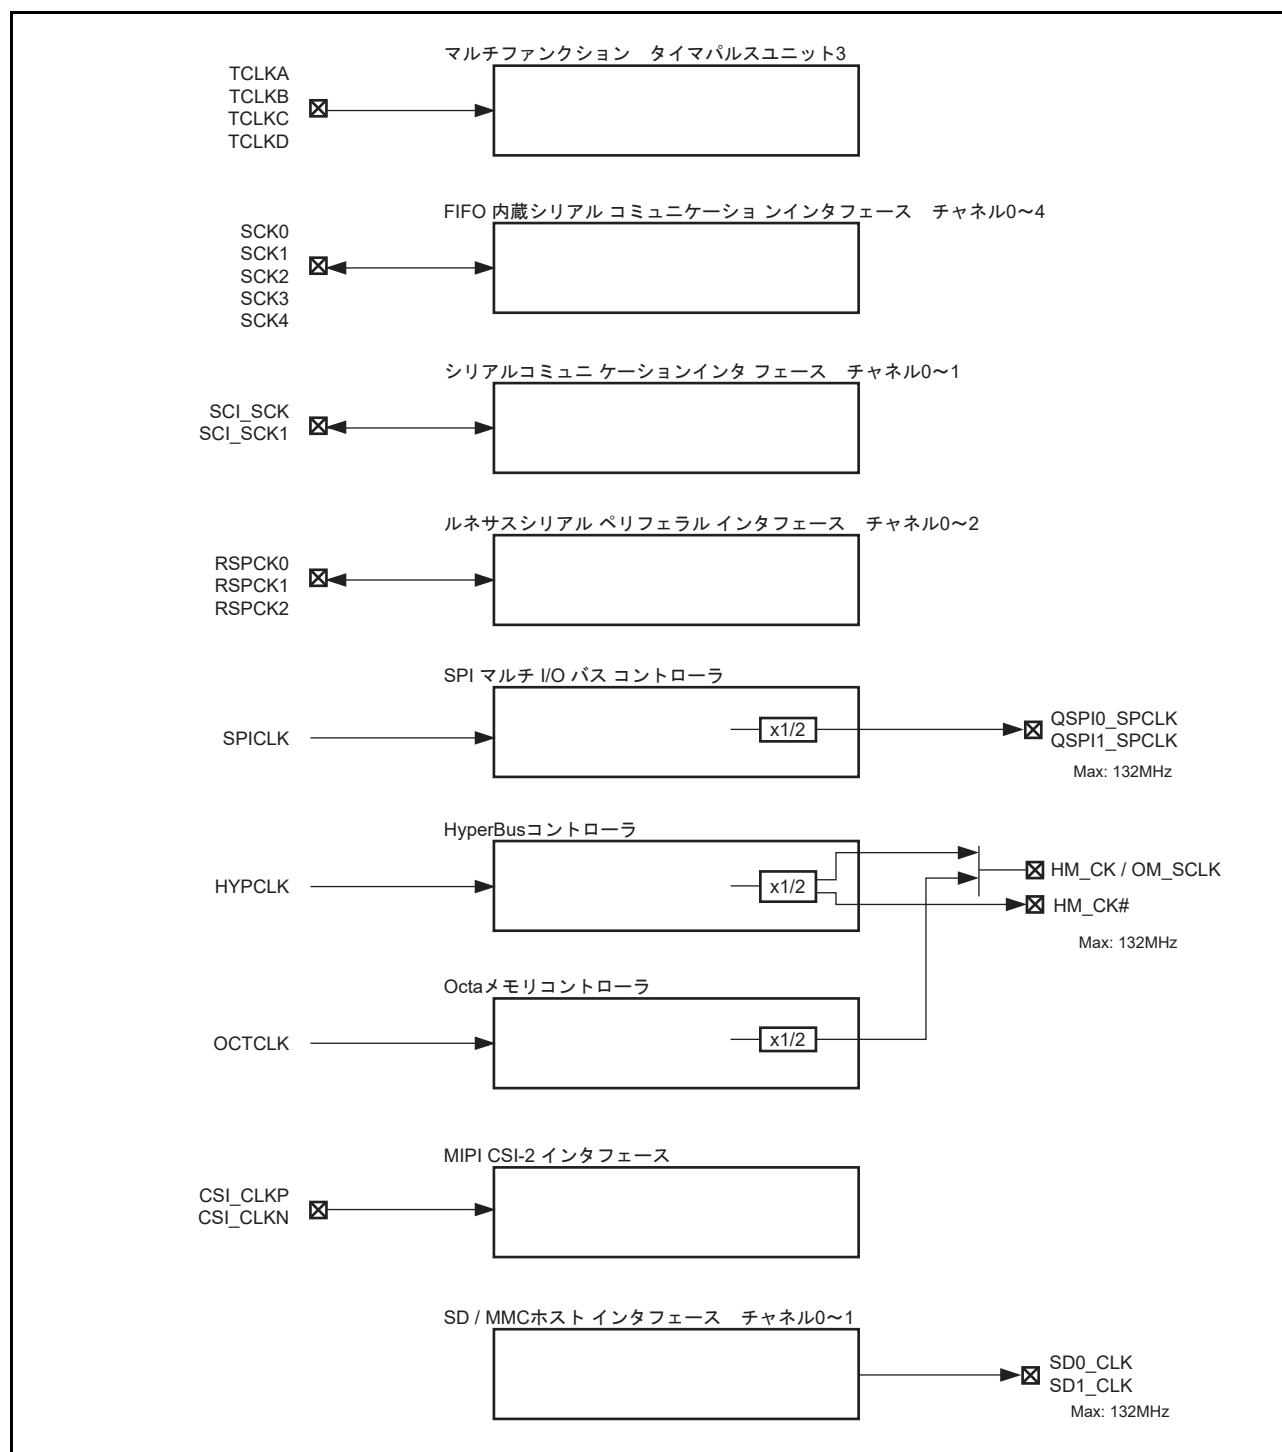 マルチファンクション　タイマパルスユニット3
TCLKA
TCLKB
TCLKC
TCLKD
FIFO 内蔵シリアル コミュニケーショ ンインタフェース　チャネル0～4
SCK0
SCK1
SCK2
SCK3
SCK4
シリアルコミュニ ケーションインタ フェース　チャネル0～1
SCI_SCK
SCI_SCK1
ルネサスシリアル ペリフェラル インタフェース　チャネル0～2
RSPCK0
RSPCK1
RSPCK2
SPI マルチ I/O バス コントローラ
SPICLK
x1/2
QSPI0_SPCLK
QSPI1_SPCLK
Max: 132MHz
HyperBusコントローラ
HYPCLK
x1/2
HM_CK / OM_SCLK
HM_CK#
Max: 132MHz
Octaメモリコントローラ
OCTCLK
x1/2
MIPI CSI-2 インタフェース
CSI_CLKP
CSI_CLKN
SD / MMCホスト インタフェース　チャネル0～1
SD0_CLK
SD1_CLK
Max: 132MHz